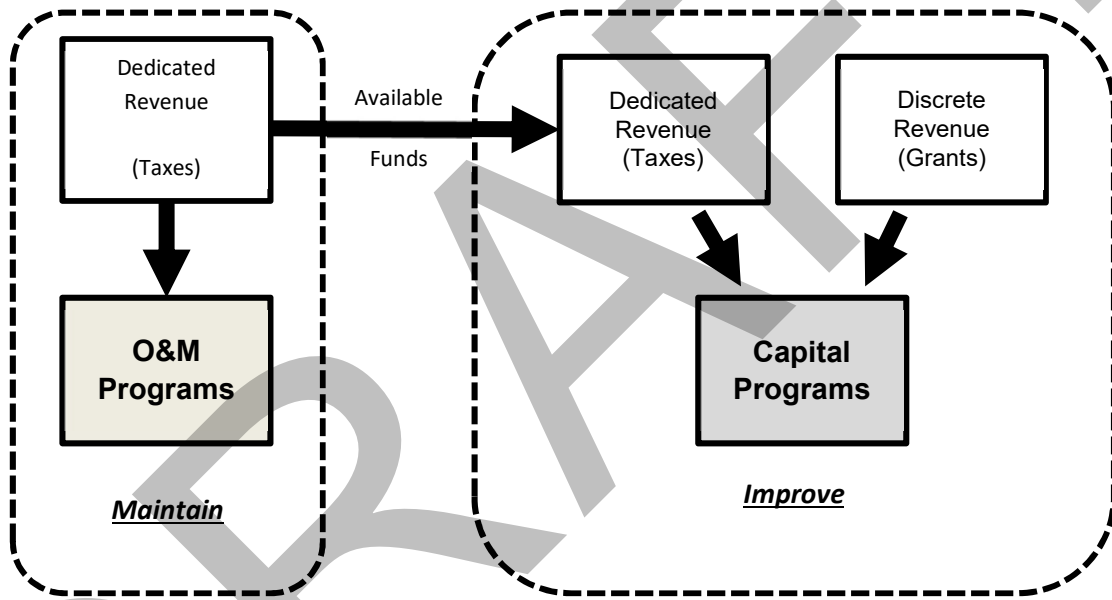 Dedicated
Revenue
(Taxes)
Available
Funds
Dedicated
Revenue
(Taxes)
Discrete
Revenue
(Grants)
O&M
Programs
Capital
Programs
Maintain
Improve
DRAFT